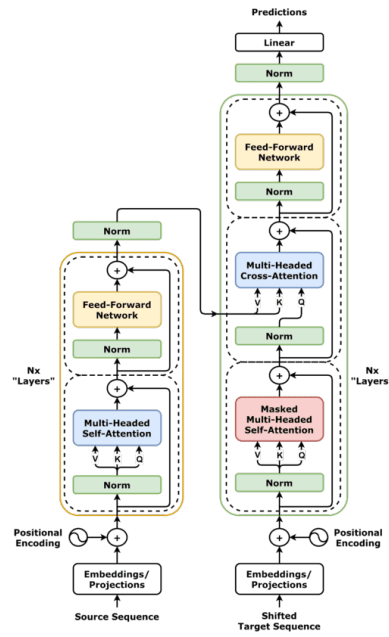 Predictions
Linear
Norm
Feed-Forward
Network
Norm
Multi-Headed
Cross-Attention
V K Q
Norm
Masked
Multi-Headed
Self-Attention
V K Q
Norm
Nx
"Layers
Positional
Encoding
Embeddings/
Projections
Shifted
Target Sequence
Norm
Feed-Forward
Network
Norm
Multi-Headed
Self-Attention
V K Q
Norm
Nx
"Layers"
Positional
Encoding
Embeddings/
Projections
Source Sequence